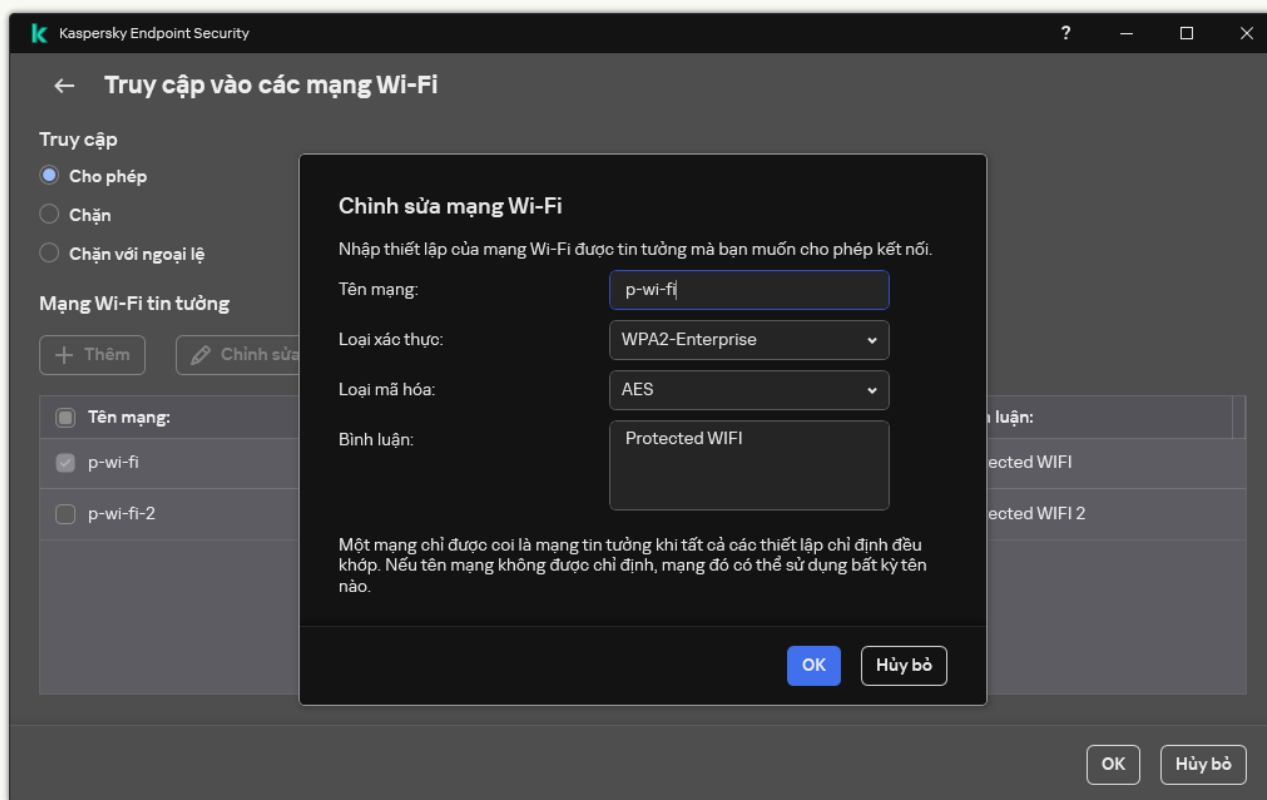 Kaspersky Endpoint Security
?
Truy cập vào các mạng Wi-Fi
Truy cập
Cho phép
Chặn
Chặn với ngoại lệ
Mạng Wi-Fi tin tưởng
Thêm
Chỉnh sửa
Tên mạng:
luận:
p-wi-fi
ected WIFI
p-wi-fi-2
ected WIFI 2
Chỉnh sửa mạng Wi-Fi
Nhập thiết lập của mạng Wi-Fi được tin tưởng mà bạn muốn cho phép kết nối.
Tên mạng: p-wi-fi
Loại xác thực: WPA2-Enterprise
Loại mã hóa: AES
Bình luận: Protected WIFI
Một mạng chỉ được coi là mạng tin tưởng khi tất cả các thiết lập chỉ định đều
khớp. Nếu tên mạng không được chỉ định, mạng đó có thể sử dụng bất kỳ tên
nào.
OK Hủy bỏ
OK Hủy bỏ